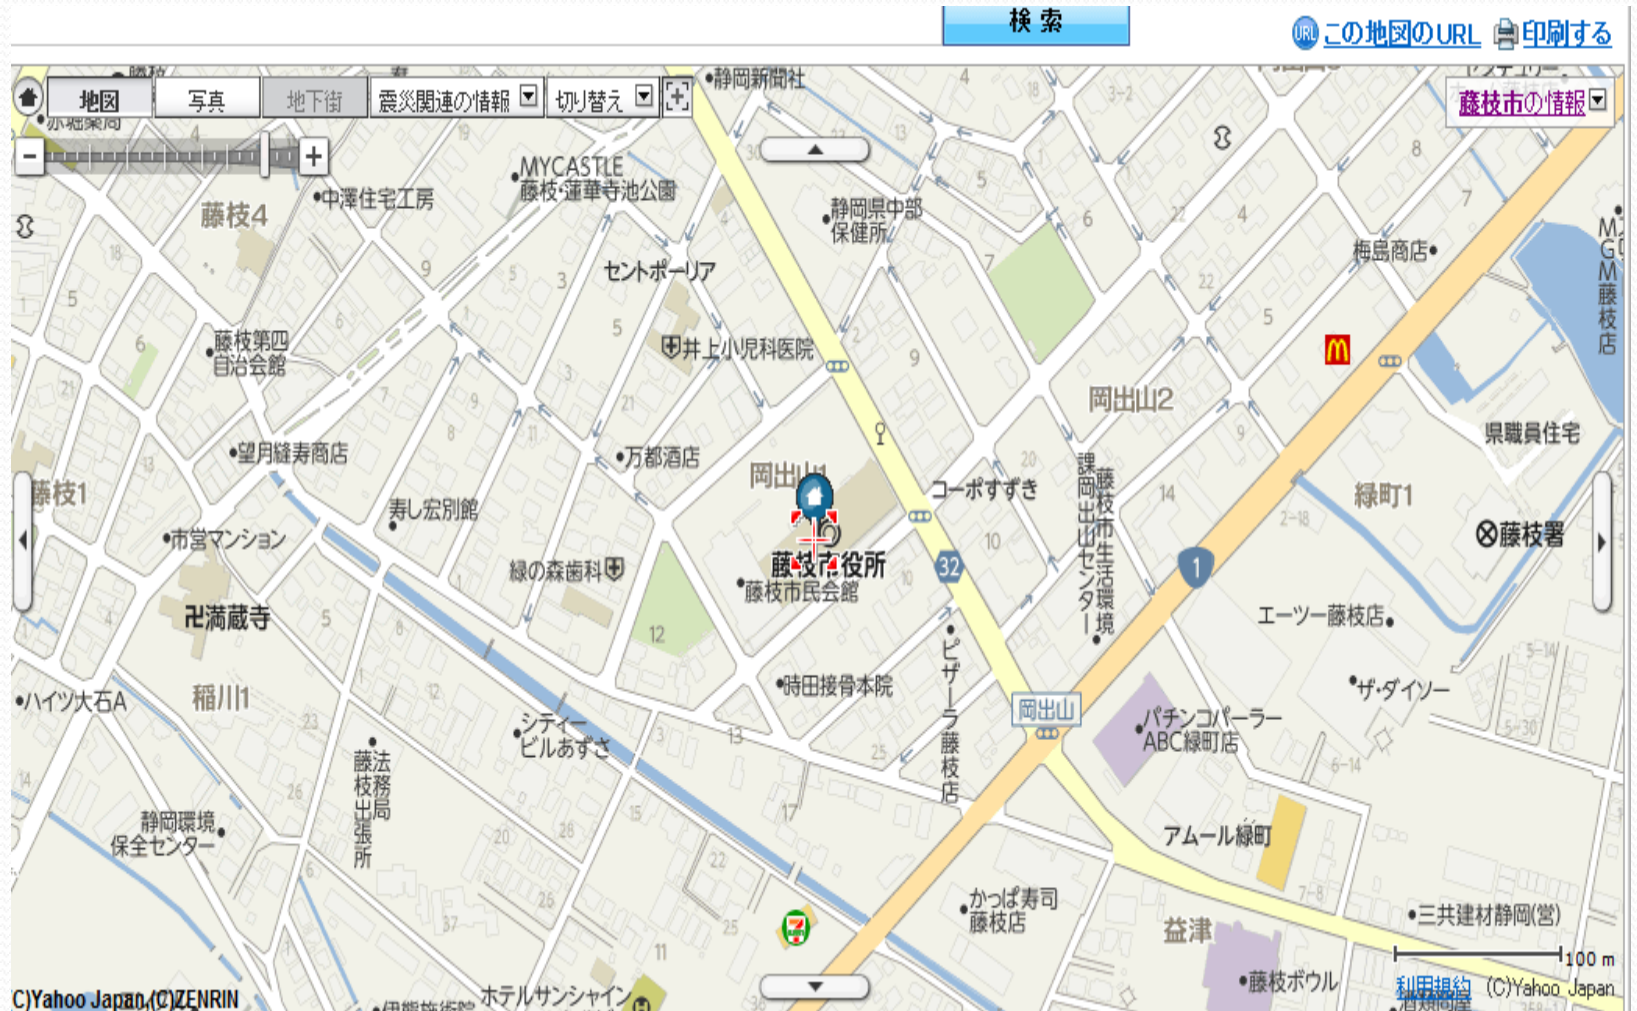 検 索
この地図のURL
印刷する
地図
写真
地下街
震災関連の情報
切り替え
藤枝市の情報
静岡新聞社
MYCASTLE
藤枝・蓮華寺池公園
中澤住宅工房
藤枝4
静岡県中部
保健所
梅島商店
MGM藤枝店
セントポーリア
藤枝第四
自治会館
井上小児科医院
岡出山2
県職員住宅
望月縫寿商店
万都酒店
岡出山1
コーポすずき
藤枝1
寿し宏別館
緑町1
藤枝署
市営マンション
緑の森歯科
藤枝市役所
藤枝市民会館
32
1
藤枝市生活環境
課岡出山センター
満蔵寺
12
エーツー藤枝店
ピザーラ藤枝店
ハイツ大石A
稲川1
時田接骨本院
ザ・ダイソー
岡出山
パチンコパーラー
ABC緑町店
シティー
ビルあずさ
法務局
藤枝出張所
静岡環境
保全センター
アムール緑町
かっぱ寿司
藤枝店
益津
三共建材静岡(営)
100 m
藤枝ボウル
利用規約
(C)Yahoo Japan
C)Yahoo Japan,(C)ZENRIN
ホテルサンシャイン